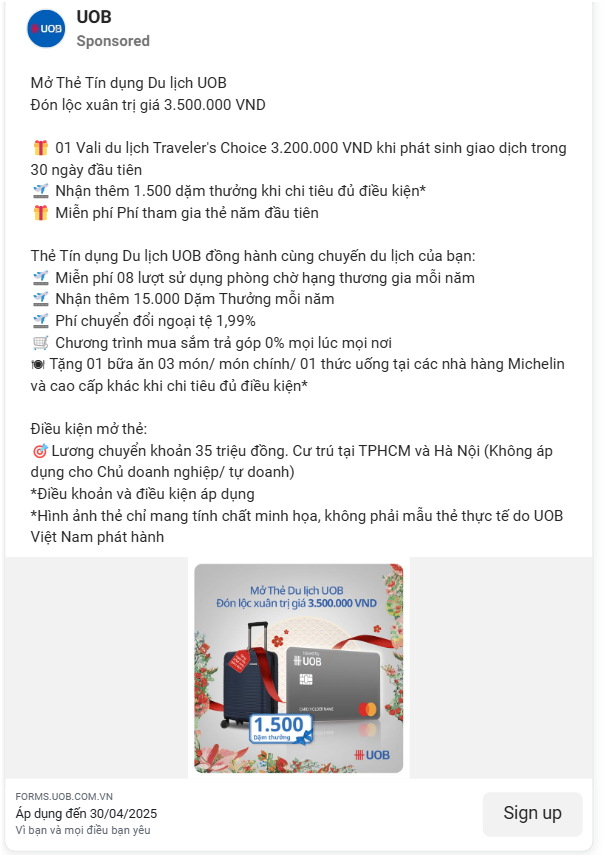 UOB
UOB
Sponsored
Mở Thẻ Tín dụng Du lịch UOB
Đón lộc xuân trị giá 3.500.000 VND
🎁 01 Vali du lịch Traveler's Choice 3.200.000 VND khi phát sinh giao dịch trong
30 ngày đầu tiên
🛫 Nhận thêm 1.500 dặm thưởng khi chi tiêu đủ điều kiện*
🎁 Miễn phí Phí tham gia thẻ năm đầu tiên
Thẻ Tín dụng Du lịch UOB đồng hành cùng chuyến du lịch của bạn:
🛫 Miễn phí 08 lượt sử dụng phòng chờ hạng thương gia mỗi năm
🛫 Nhận thêm 15.000 Dặm Thưởng mỗi năm
🛫 Phí chuyển đổi ngoại tệ 1,99%
🛒 Chương trình mua sắm trả góp 0% mọi lúc mọi nơi
🍽 Tặng 01 bữa ăn 03 món/ món chính/ 01 thức uống tại các nhà hàng Michelin
và cao cấp khác khi chi tiêu đủ điều kiện*
Điều kiện mở thẻ:
🎯 Lương chuyển khoản 35 triệu đồng. Cư trú tại TPHCM và Hà Nội (Không áp
dụng cho Chủ doanh nghiệp/ tự doanh)
*Điều khoản và điều kiện áp dụng
*Hình ảnh thẻ chỉ mang tính chất minh họa, không phải mẫu thẻ thực tế do UOB
Việt Nam phát hành
Mở Thẻ Du lịch UOB
Đón lộc xuân trị giá 3.500.000 VND
UOB
1.500
Dặm thưởng
UOB
FORMS.UOB.COM.VN
Áp dụng đến 30/04/2025
Vì bạn và mọi điều bạn yêu
Sign up